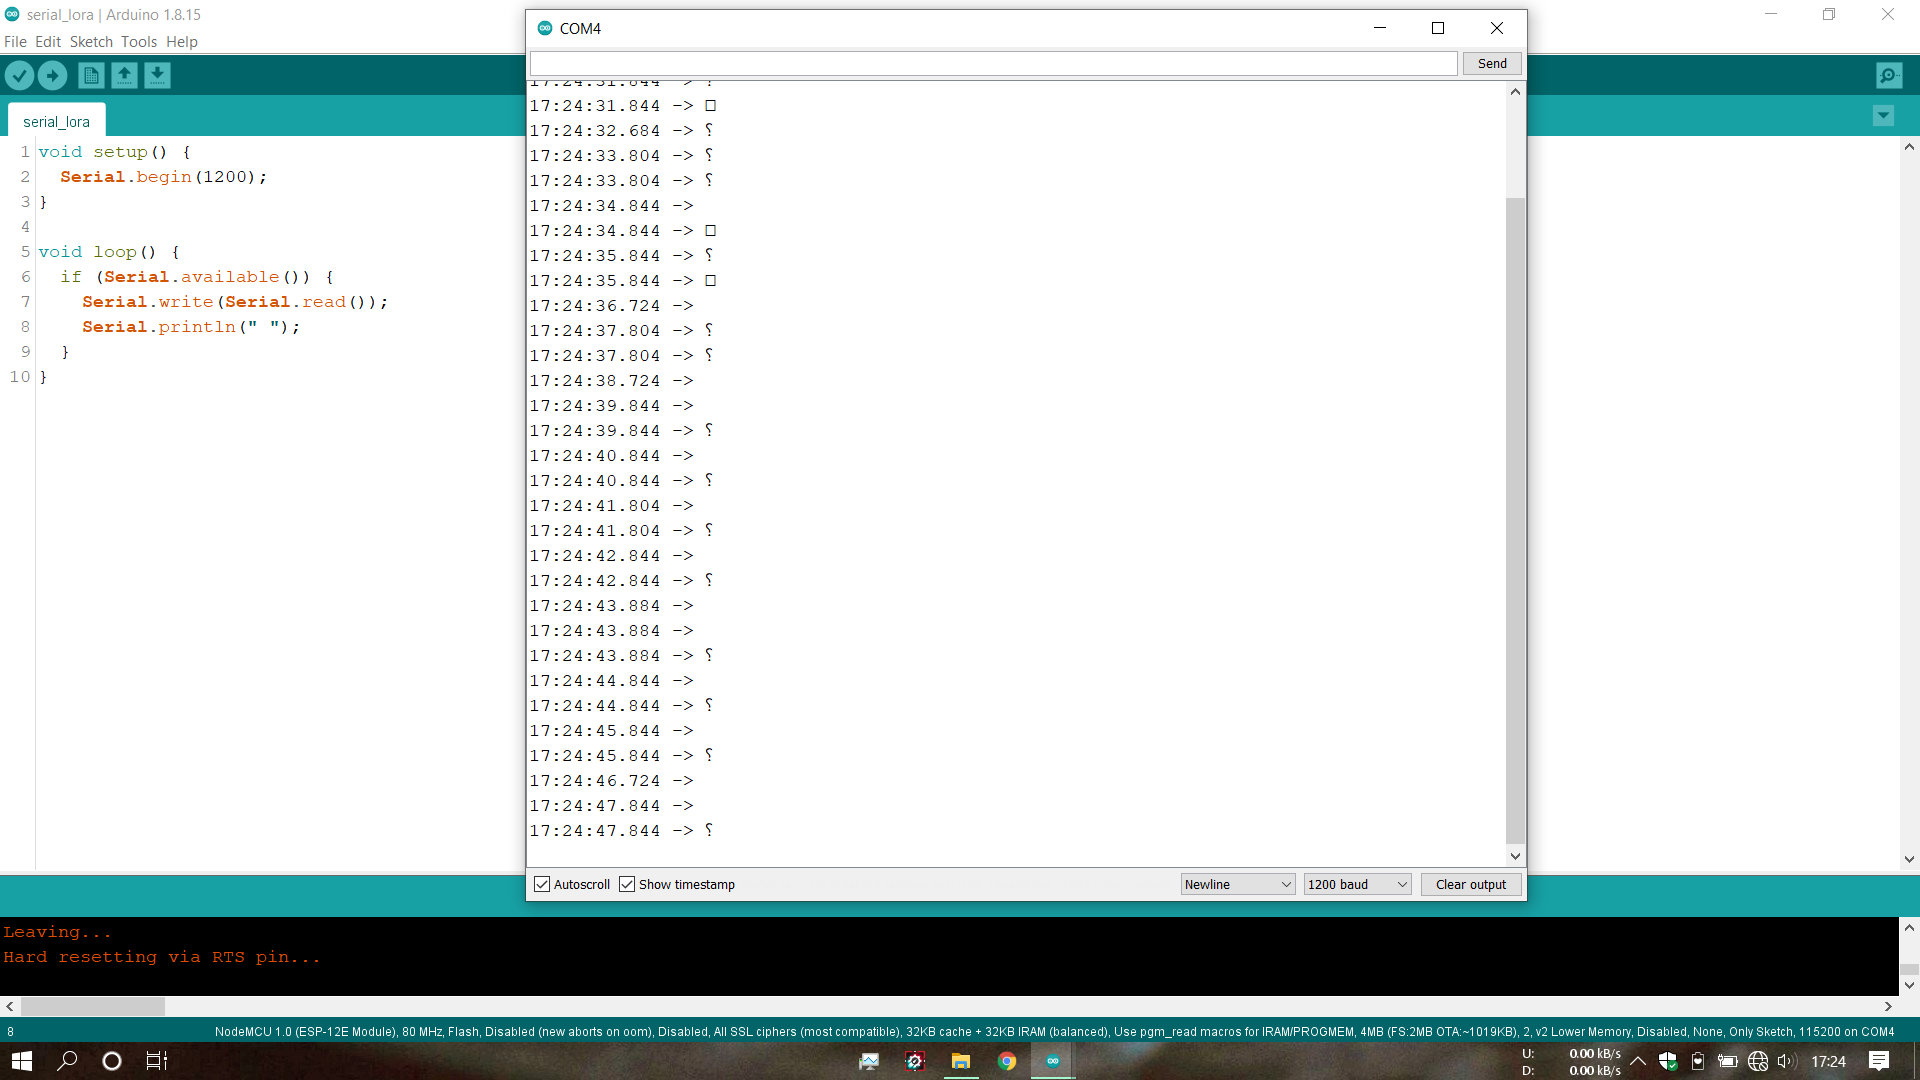 serial_lora | Arduino 1.8.15
File Edit Sketch Tools Help
serial_lora
1 void setup() {
2   Serial.begin(1200);
3 }
4
5 void loop() {
6   if (Serial.available()) {
7     Serial.write(Serial.read());
8     Serial.println(" ");
9   }
10 }
COM4
Send
17:24:31.844 -> ⸮
17:24:31.844 -> □
17:24:32.684 -> ⸮
17:24:33.804 -> ⸮
17:24:33.804 -> ⸮
17:24:34.844 ->
17:24:34.844 -> □
17:24:35.844 -> ⸮
17:24:35.844 -> □
17:24:36.724 ->
17:24:37.804 -> ⸮
17:24:37.804 -> ⸮
17:24:38.724 ->
17:24:39.844 ->
17:24:39.844 -> ⸮
17:24:40.844 ->
17:24:40.844 -> ⸮
17:24:41.804 ->
17:24:41.804 -> ⸮
17:24:42.844 ->
17:24:42.844 -> ⸮
17:24:43.884 ->
17:24:43.884 ->
17:24:43.884 -> ⸮
17:24:44.844 ->
17:24:44.844 -> ⸮
17:24:45.844 ->
17:24:45.844 -> ⸮
17:24:46.724 ->
17:24:47.844 ->
17:24:47.844 -> ⸮
Autoscroll Show timestamp Newline 1200 baud Clear output
Leaving...
Hard resetting via RTS pin...
8 NodeMCU 1.0 (ESP-12E Module), 80 MHz, Flash, Disabled (new aborts on oom), Disabled, All SSL ciphers (most compatible), 32KB cache + 32KB IRAM (balanced), Use pgm_read macros for IRAM/PROGMEM, 4MB (FS:2MB OTA:~1019KB), 2, v2 Lower Memory, Disabled, None, Only Sketch, 115200 on COM4
U: 0.00 kB/s
D: 0.00 kB/s
17:24